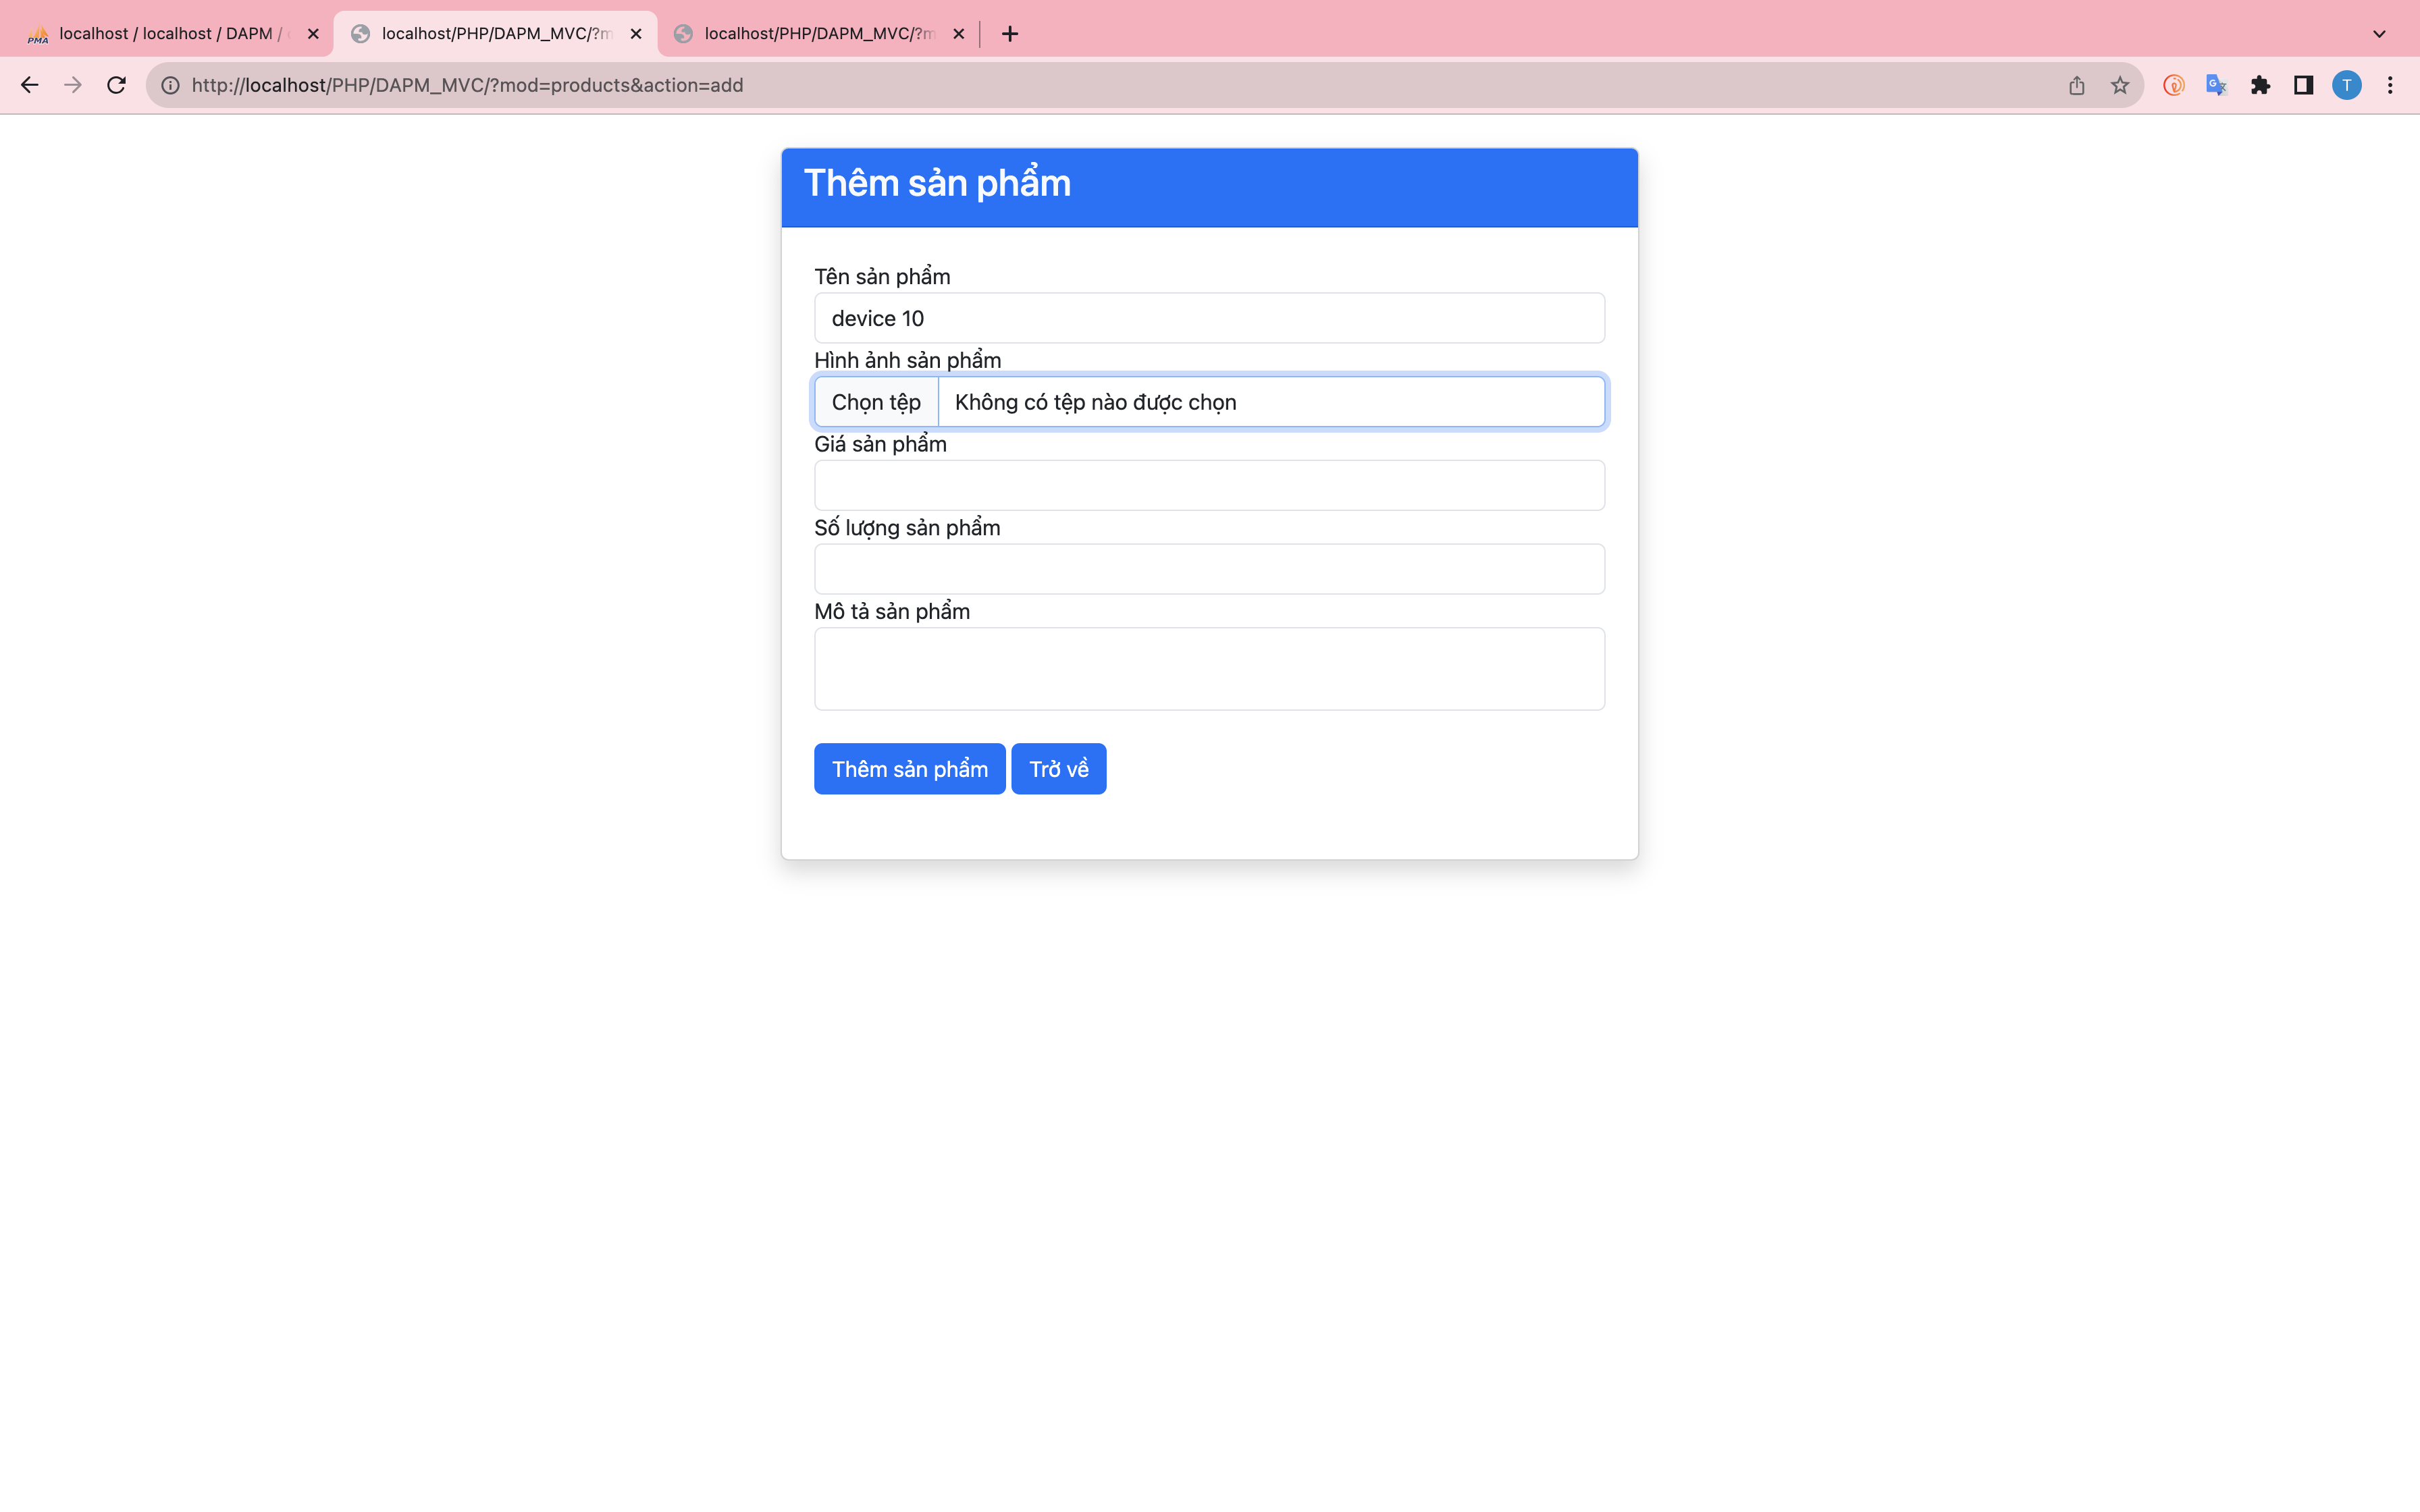 PMA
localhost / localhost / DAPM /
localhost/PHP/DAPM_MVC/?m
localhost/PHP/DAPM_MVC/?m
http://localhost/PHP/DAPM_MVC/?mod=products&action=add
T
Thêm sản phẩm
Tên sản phẩm
device 10
Hình ảnh sản phẩm
Chọn tệp Không có tệp nào được chọn
Giá sản phẩm
Số lượng sản phẩm
Mô tả sản phẩm
Thêm sản phẩm Trở về